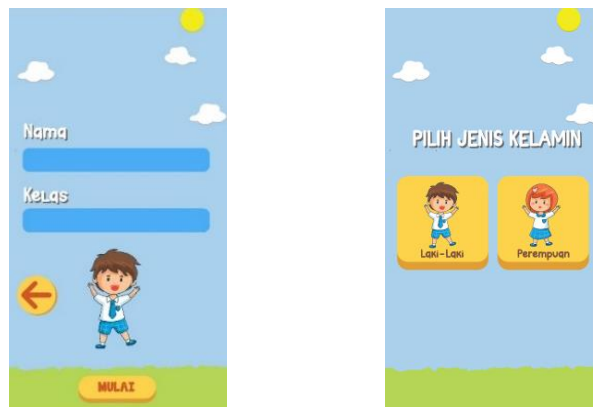 Nama
Kelas
MULAI
PILIH JENIS KELAMIN
Laki-Laki
Perempuan